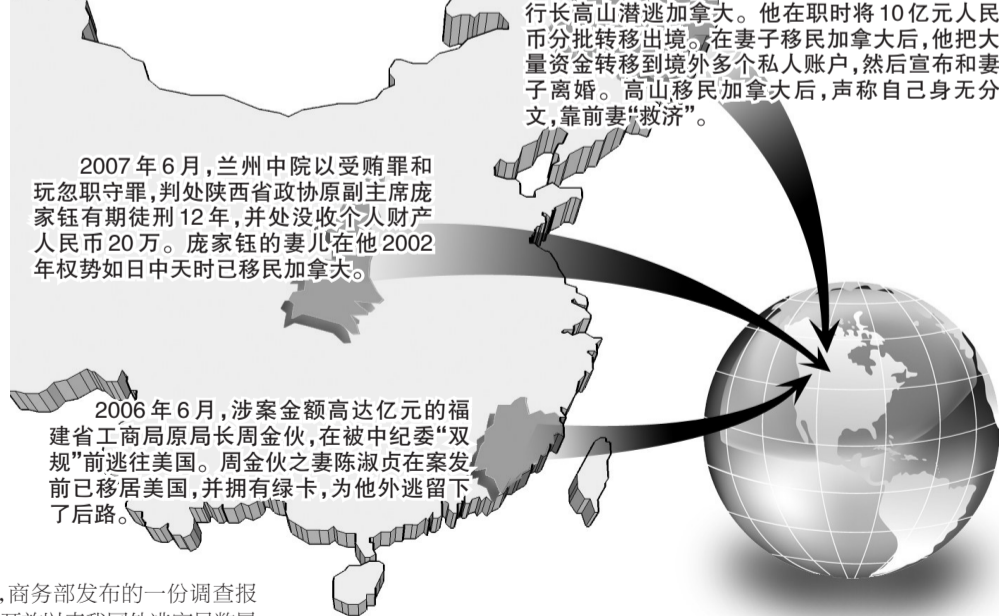 行长高山潜逃加拿大。他在职时将10亿元人民
币分批转移出境。在妻子移民加拿大后,他把大
量资金转移到境外多个私人账户,然后宣布和妻
子离婚。高山移民加拿大后,声称自己身无分
文,靠前妻“救济”。
2007年6月,兰州中院以受贿罪和
玩忽职守罪,判处陕西省政协原副主席庞
家钰有期徒刑12年,并处没收个人财产
人民币20万。庞家钰的妻儿在他2002
年权势如日中天时已移民加拿大。
2006年6月,涉案金额高达亿元的福
建省工商局原局长周金伙,在被中纪委“双
规”前逃往美国。周金伙之妻陈淑贞在案发
前已移居美国,并拥有绿卡,为他外逃留下
了后路。
,商务部发布的一份调查报